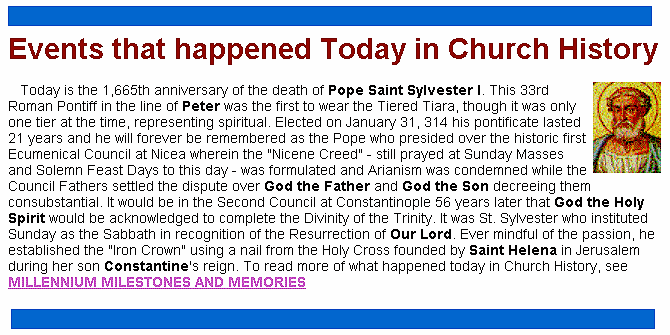 Events that happened Today in Church History
Today is the 1,665th anniversary of the death of Pope Saint Sylvester I. This 33rd
Roman Pontiff in the line of Peter was the first to wear the Tiered Tiara, though it was only
one tier at the time, representing spiritual. Elected on January 31, 314 his pontificate lasted
21 years and he will forever be remembered as the Pope who presided over the historic first
Ecumenical Council at Nicea wherein the "Nicene Creed" - still prayed at Sunday Masses
and Solemn Feast Days to this day - was formulated and Arianism was condemned while the
Council Fathers settled the dispute over God the Father and God the Son decreeing them
consubstantial. It would be in the Second Council at Constantinople 56 years later that God the Holy
Spirit would be acknowledged to complete the Divinity of the Trinity. It was St. Sylvester who instituted
Sunday as the Sabbath in recognition of the Resurrection of Our Lord. Ever mindful of the passion, he
established the "Iron Crown" using a nail from the Holy Cross founded by Saint Helena in Jerusalem
during her son Constantine's reign. To read more of what happened today in Church History, see
MILLENNIUM MILESTONES AND MEMORIES